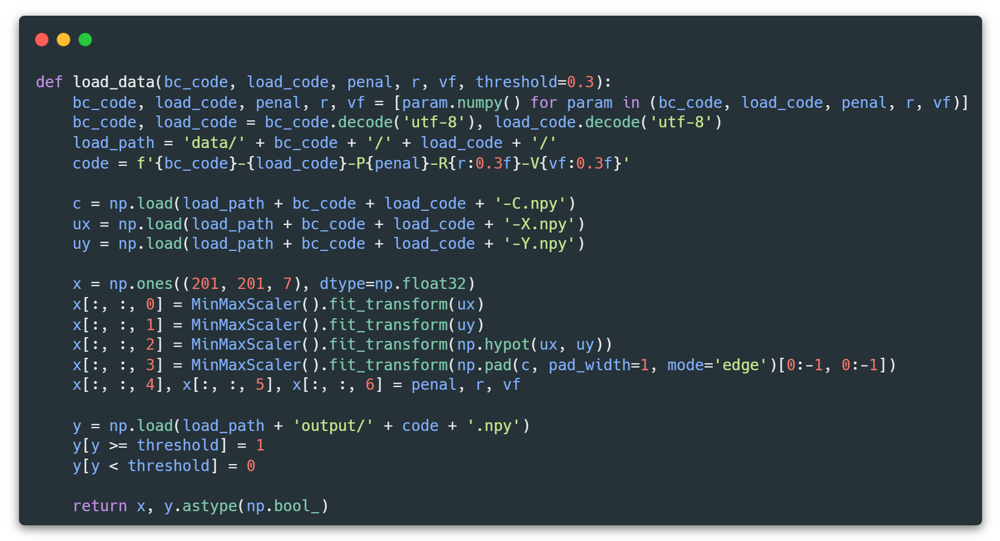 def load_data(bc_code, load_code, penal, r, vf, threshold=0.3):
    bc_code, load_code, penal, r, vf = [param.numpy() for param in (bc_code, load_code, penal, r, vf)]
    bc_code, load_code = bc_code.decode('utf-8'), load_code.decode('utf-8')
    load_path = 'data/' + bc_code + '/' + load_code + '/'
    code = f'{bc_code}-{load_code}-P{penal}-R{r:0.3f}-V{vf:0.3f}'

    c = np.load(load_path + bc_code + load_code + '-C.npy')
    ux = np.load(load_path + bc_code + load_code + '-X.npy')
    uy = np.load(load_path + bc_code + load_code + '-Y.npy')

    x = np.ones((201, 201, 7), dtype=np.float32)
    x[:, :, 0] = MinMaxScaler().fit_transform(ux)
    x[:, :, 1] = MinMaxScaler().fit_transform(uy)
    x[:, :, 2] = MinMaxScaler().fit_transform(np.hypot(ux, uy))
    x[:, :, 3] = MinMaxScaler().fit_transform(np.pad(c, pad_width=1, mode='edge')[0:-1, 0:-1])
    x[:, :, 4], x[:, :, 5], x[:, :, 6] = penal, r, vf

    y = np.load(load_path + 'output/' + code + '.npy')
    y[y >= threshold] = 1
    y[y < threshold] = 0

    return x, y.astype(np.bool_)